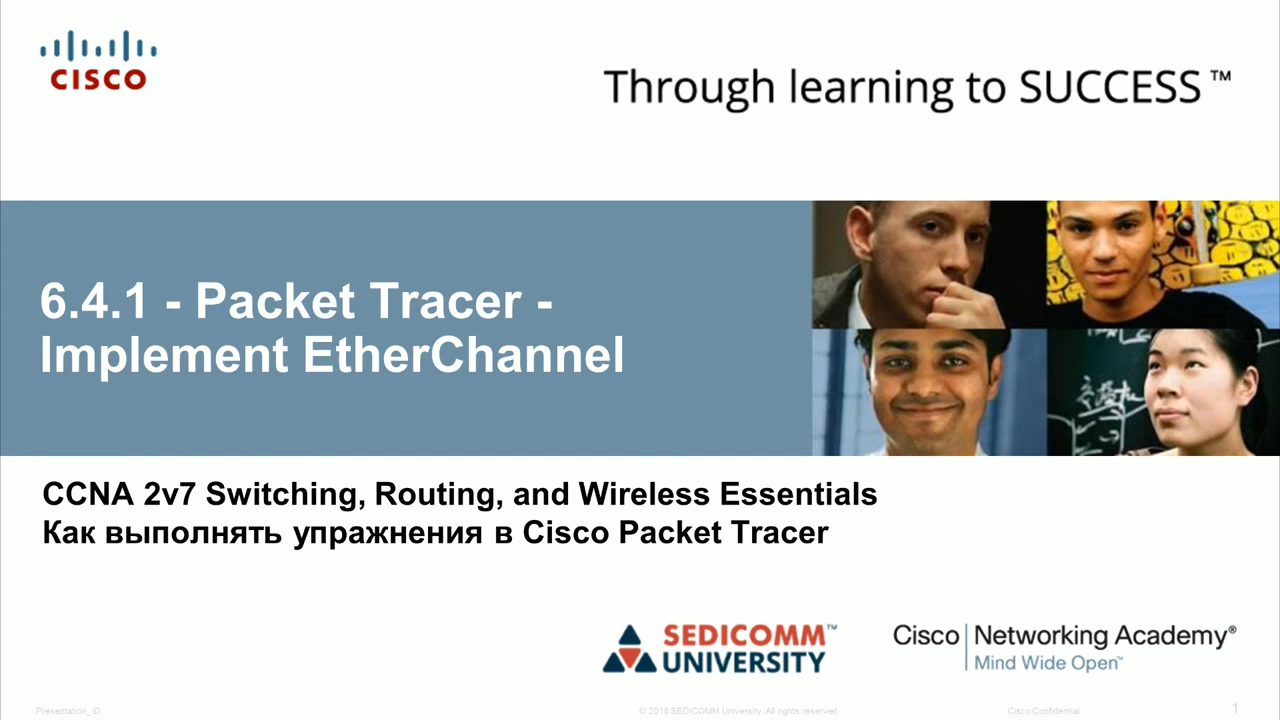 CISCO
Through learning to SUCCESS™
6.4.1 - Packet Tracer -
Implement EtherChannel
CCNA 2v7 Switching, Routing, and Wireless Essentials
Как выполнять упражнения в Cisco Packet Tracer
SEDICOMM™
UNIVERSITY
Cisco Networking Academy®
Mind Wide Open™
Presentation_ID
© 2018 SEDICOMM University. All rights reserved.
Cisco Confidential
1